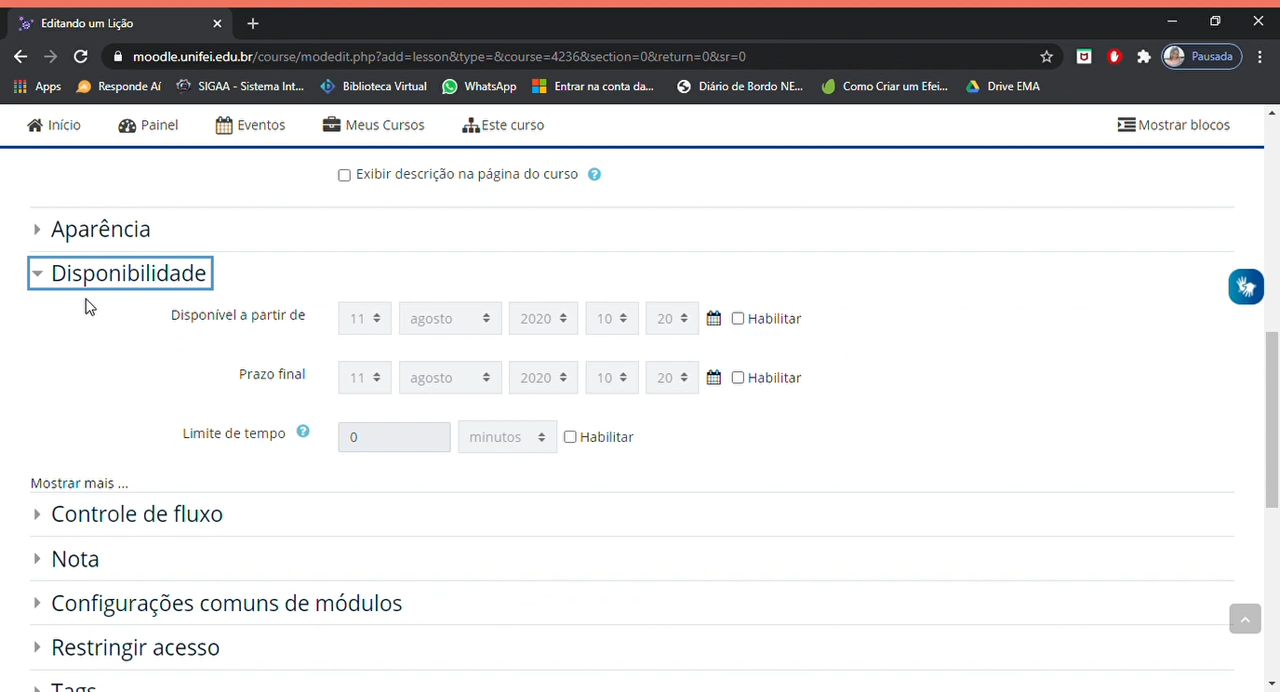 Editando um Lição
moodle.unifei.edu.br/course/modedit.php?add=lesson&type=&course=4236&section=0&return=0&sr=0
Pausada
Apps Responde Aí SIGAA - Sistema Int... Biblioteca Virtual WhatsApp Entrar na conta da... Diário de Bordo NE... Como Criar um Efei... Drive EMA
Início Painel Eventos Meus Cursos Este curso Mostrar blocos
Exibir descrição na página do curso ?
Aparência
Disponibilidade
Disponível a partir de 11 agosto 2020 10 20 Habilitar
Prazo final 11 agosto 2020 10 20 Habilitar
Limite de tempo ? 0 minutos Habilitar
Mostrar mais ...
Controle de fluxo
Nota
Configurações comuns de módulos
Restringir acesso
Tags